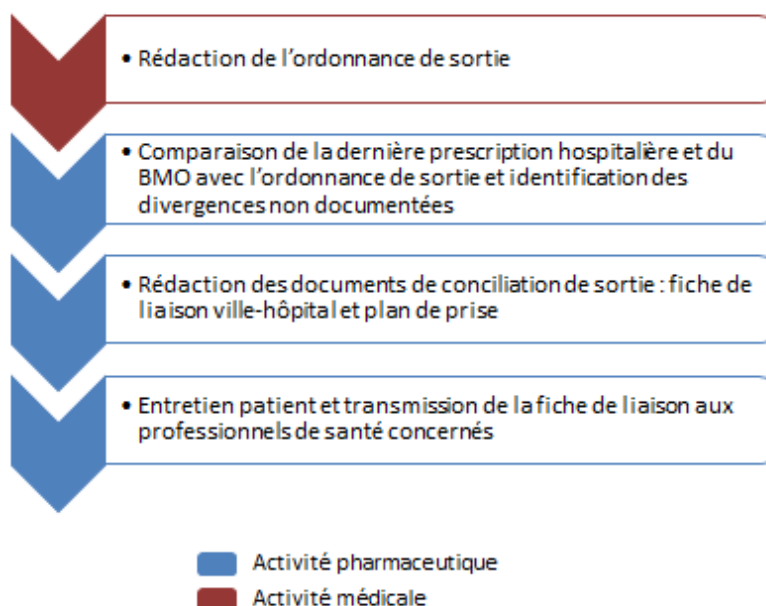 • Rédaction de l’ordonnance de sortie
• Comparaison de la dernière prescription hospitalière et du
BMO avec l’ordonnance de sortie et identification des
divergences non documentées
• Rédaction des documents de conciliation de sortie : fiche de
liaison ville-hôpital et plan de prise
• Entretien patient et transmission de la fiche de liaison aux
professionnels de santé concernés
Activité pharmaceutique
Activité médicale